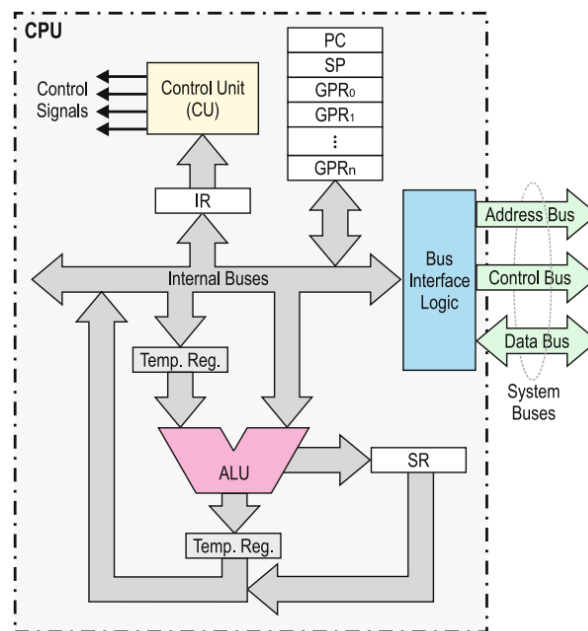 CPU
Control
Signals
Control Unit
(CU)
IR
PC
SP
GPR₀
GPR₁
⋮
GPRn
Internal Buses
Bus
Interface
Logic
Address Bus
Control Bus
Data Bus
System
Buses
Temp. Reg.
ALU
SR
Temp. Reg.